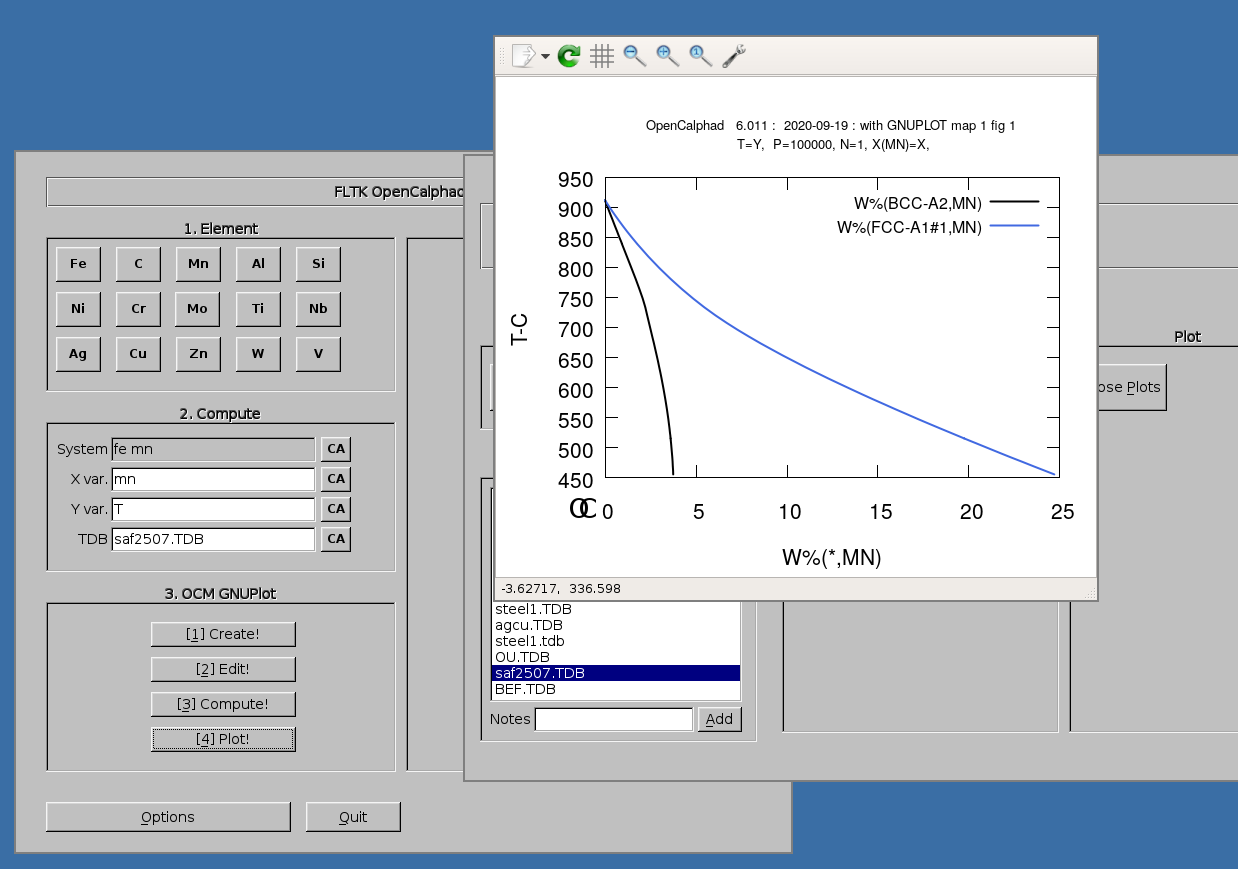 OpenCalphad 6.011 : 2020-09-19 : with GNUPLOT map 1 fig 1
T=Y, P=100000, N=1, X(MN)=X,
950
900
850
800
750
700
650
600
550
500
450
T-C
W%(BCC-A2,MN)
W%(FCC-A1#1,MN)
0 5 10 15 20 25
W%(*,MN)
-3.62717, 336.598
FLTK OpenCalphad
1. Element
Fe C Mn Al Si
Ni Cr Mo Ti Nb
Ag Cu Zn W V
2. Compute
System fe mn CA
X var. mn CA
Y var. T CA
TDB saf2507.TDB CA
3. OCM GNUPlot
[1] Create!
[2] Edit!
[3] Compute!
[4] Plot!
Options Quit
Plot
ose Plots
steel1.TDB
agcu.TDB
steel1.tdb
OU.TDB
saf2507.TDB
BEF.TDB
Notes Add